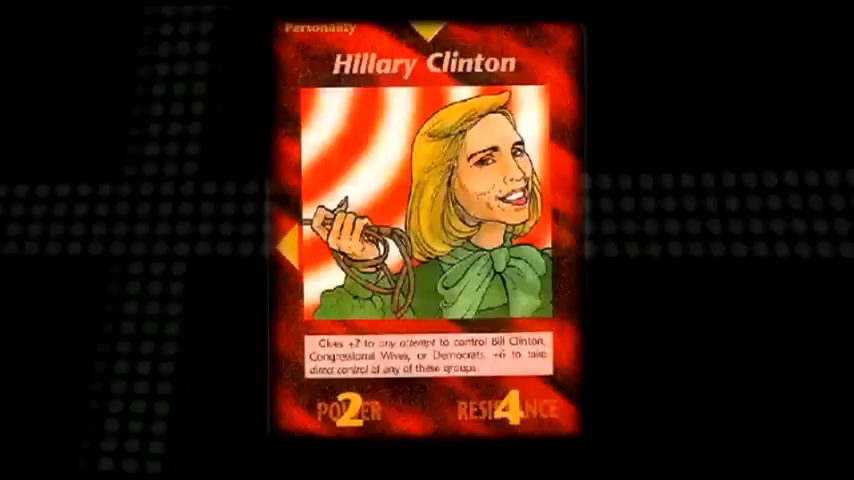 Personality
Hillary Clinton
Gives +2 to any attempt to control Bill Clinton,
Congressional Wives, or Democrats. +6 to take
direct control of any of these groups.
POWER 2
RESISTANCE 4